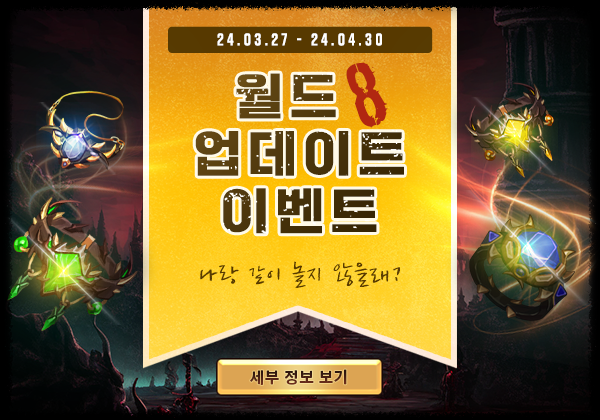 24.03.27 - 24.04.30
월드 8
업데이트
이벤트
나랑 같이 놀지 않을래?
세부 정보 보기